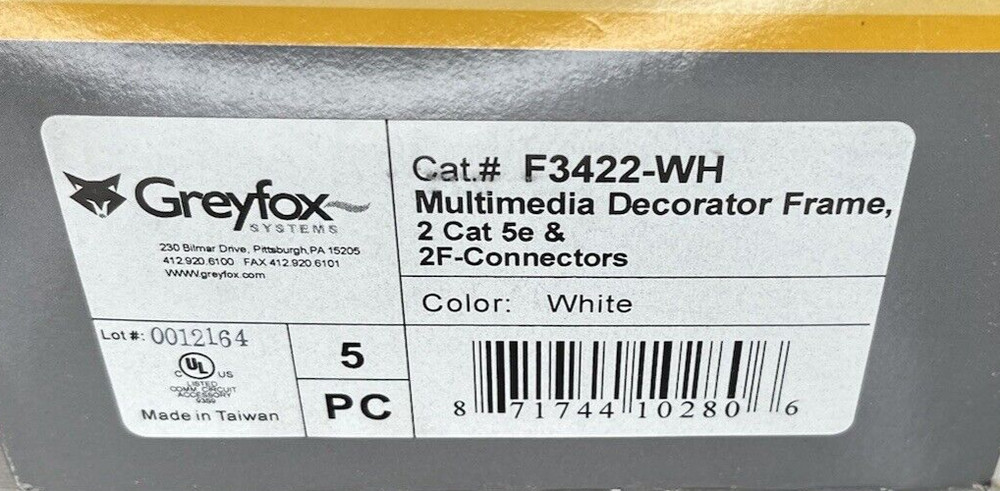 Greyfox
SYSTEMS
230 Bilmar Drive, Pittsburgh, PA 15205
412.920.6100 FAX 412.920.6101
www.greyfox.com
Cat.# F3422-WH
Multimedia Decorator Frame,
2 Cat 5e &
2F-Connectors
Color: White
Lot #: 0012164
C UL US
LISTED
COMM. CIRCUIT
ACCESSORY
Made in Taiwan
5
PC
8 71744 10280 6